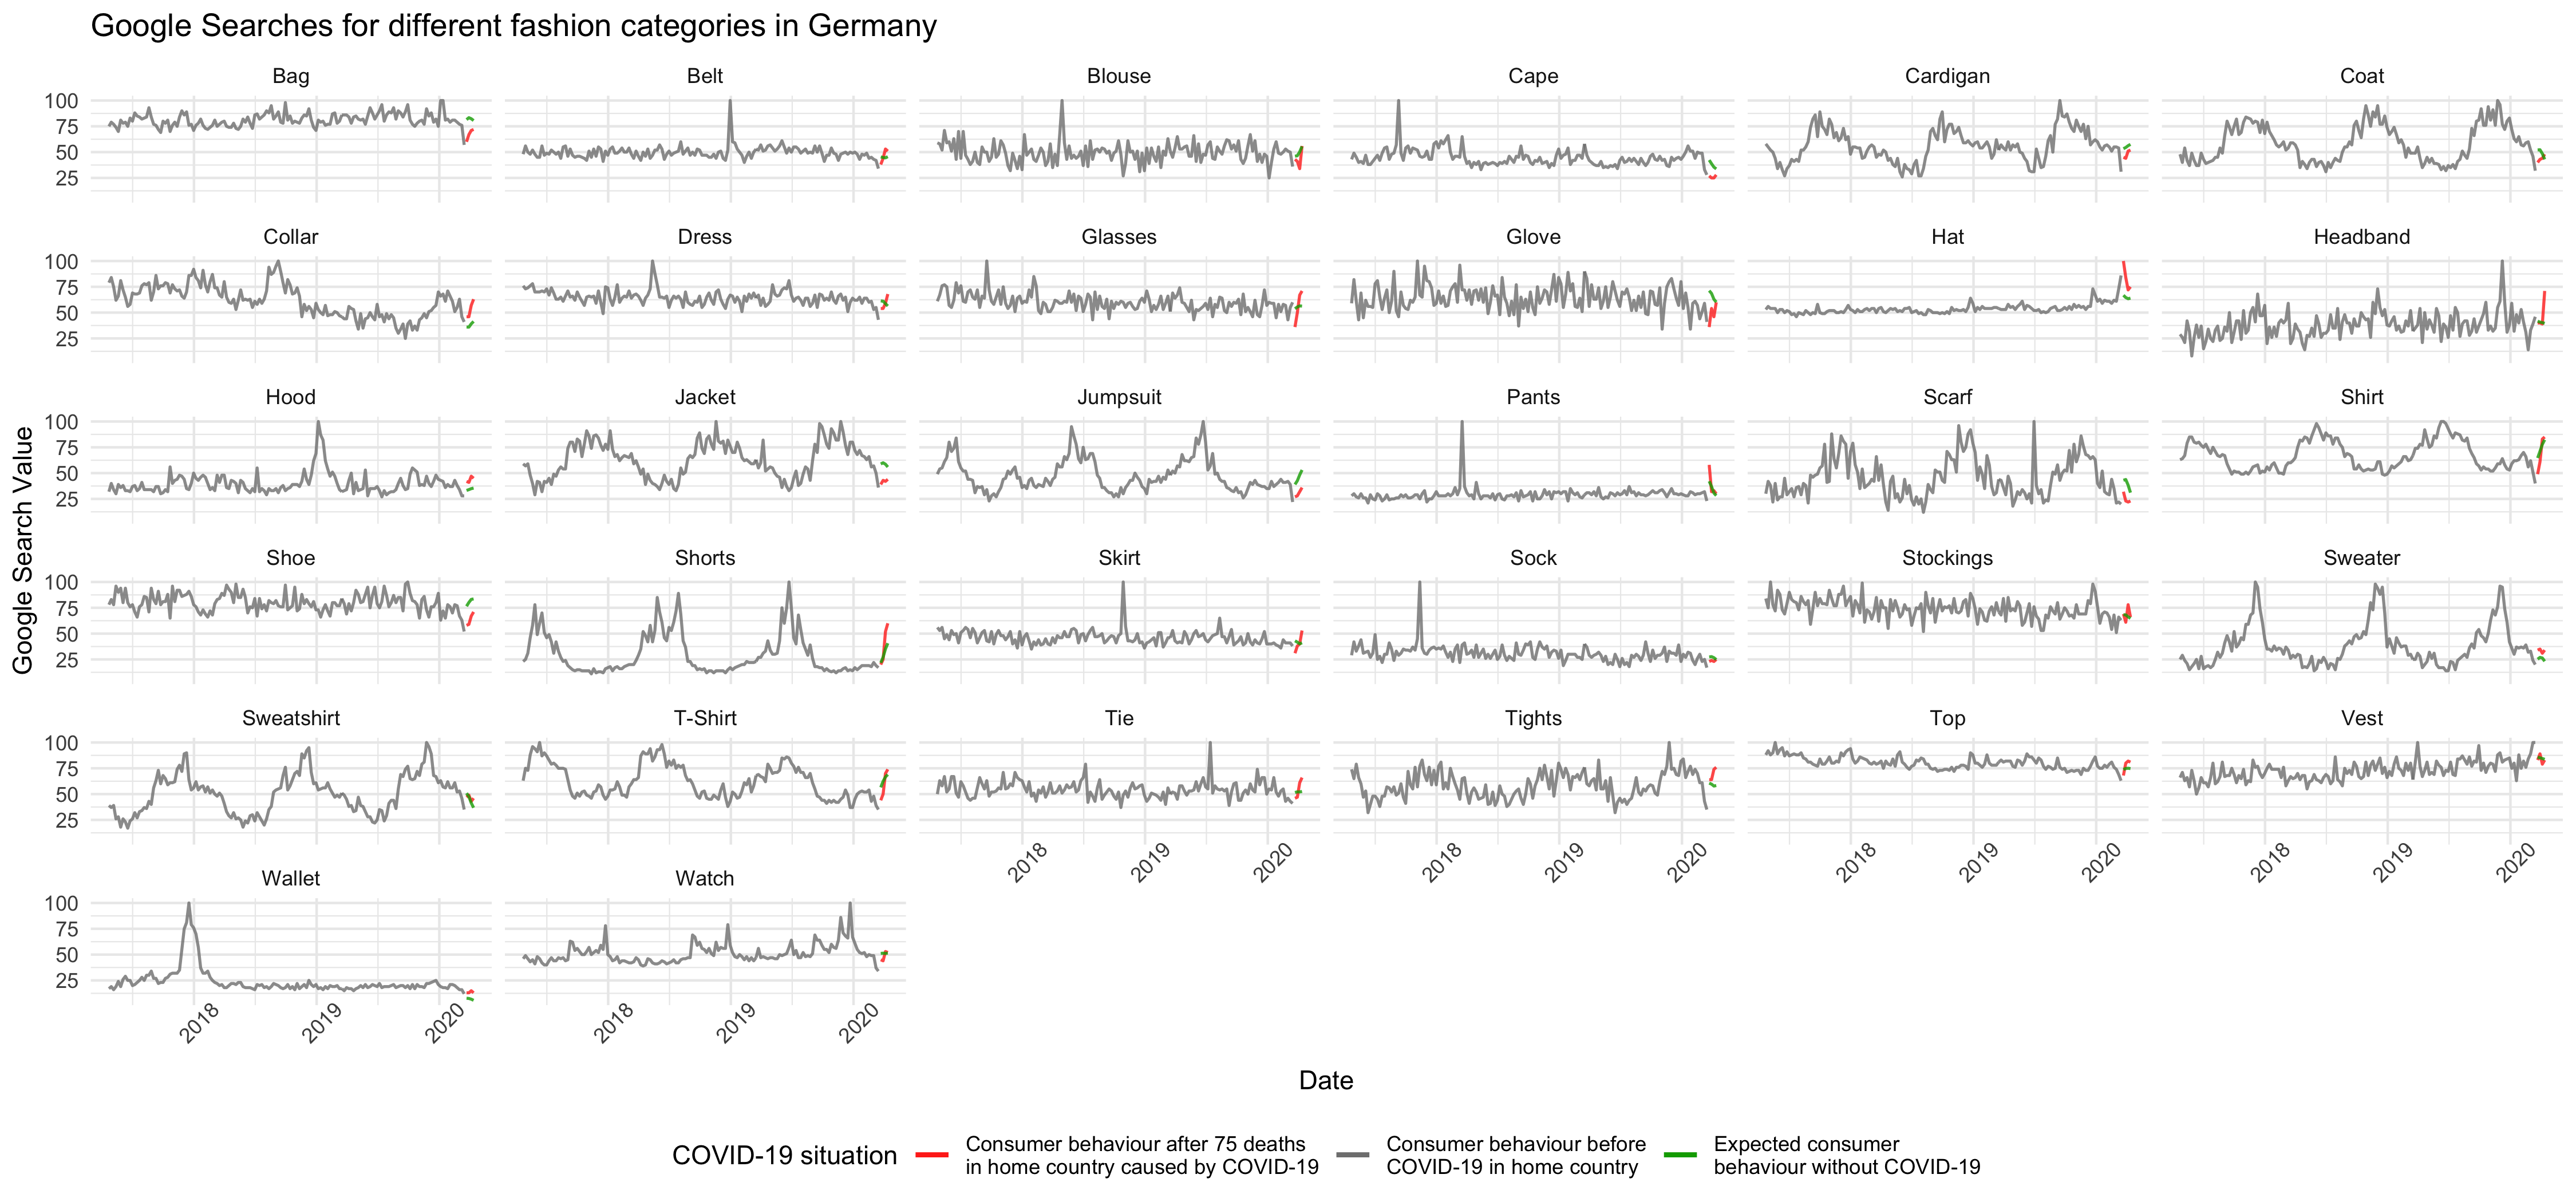 Google Searches for different fashion categories in Germany
Bag Belt Blouse Cape Cardigan Coat
100
75
50
25
Collar Dress Glasses Glove Hat Headband
100
75
50
25
Hood Jacket Jumpsuit Pants Scarf Shirt
100
75
50
25
Shoe Shorts Skirt Sock Stockings Sweater
100
75
50
25
Sweatshirt T-Shirt Tie Tights Top Vest
100
75
50
25
2018 2019 2020 2018 2019 2020 2018 2019 2020 2018 2019 2020
Wallet Watch
100
75
50
25
2018 2019 2020 2018 2019 2020
Google Search Value
Date
COVID-19 situation
Consumer behaviour after 75 deaths
in home country caused by COVID-19
Consumer behaviour before
COVID-19 in home country
Expected consumer
behaviour without COVID-19